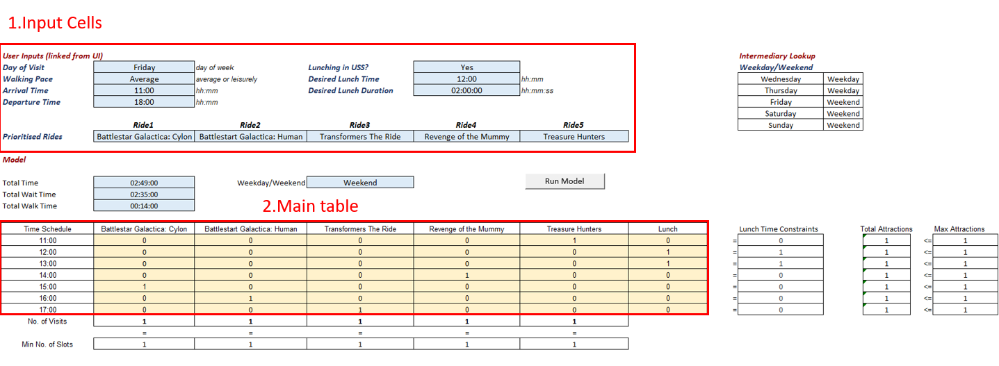 1.Input Cells
User Inputs (linked from UI) Intermediary Lookup
Day of Visit Friday day of week Lunching in USS? Yes Weekday/Weekend
Walking Pace Average average or leisurely Desired Lunch Time 12:00 hh:mm Wednesday Weekday
Arrival Time 11:00 hh:mm Desired Lunch Duration 02:00:00 hh:mm:ss Thursday Weekday
Departure Time 18:00 hh:mm Friday Weekend
Saturday Weekend
Ride1 Ride2 Ride3 Ride4 Ride5 Sunday Weekend
Prioritised Rides Battlestar Galactica: Cylon Battlestart Galactica: Human Transformers The Ride Revenge of the Mummy Treasure Hunters
Model
Total Time 02:49:00 Weekday/Weekend Weekend Run Model
Total Wait Time 02:35:00
Total Walk Time 00:14:00
2.Main table
Time Schedule Battlestar Galactica: Cylon Battlestart Galactica: Human Transformers The Ride Revenge of the Mummy Treasure Hunters Lunch Lunch Time Constraints Total Attractions Max Attractions
11:00 0 0 0 0 1 0 = 0 1 <= 1
12:00 0 0 0 0 0 1 = 1 1 <= 1
13:00 0 0 0 0 0 1 = 1 1 <= 1
14:00 0 0 0 1 0 0 = 0 1 <= 1
15:00 1 0 0 0 0 0 = 0 1 <= 1
16:00 0 1 0 0 0 0 = 0 1 <= 1
17:00 0 0 1 0 0 0 = 0 1 <= 1
No. of Visits 1 1 1 1 1
= = = = =
Min No. of Slots 1 1 1 1 1